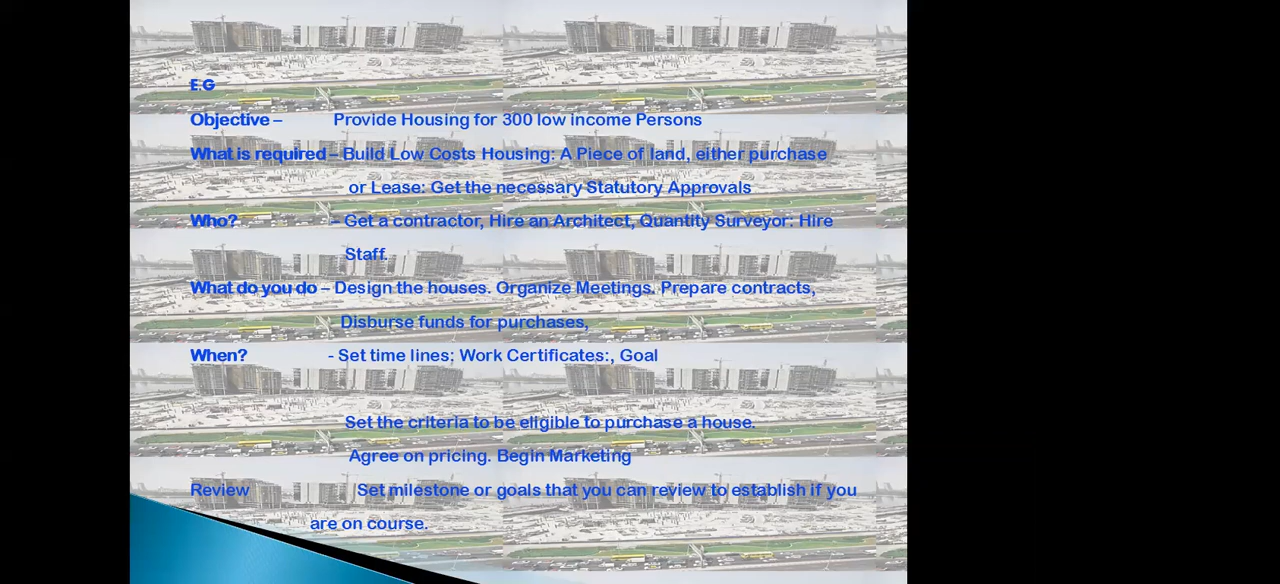 E.G
Objective – Provide Housing for 300 low income Persons
What is required – Build Low Costs Housing: A Piece of land, either purchase
or Lease: Get the necessary Statutory Approvals
Who? – Get a contractor, Hire an Architect, Quantity Surveyor: Hire
Staff.
What do you do – Design the houses. Organize Meetings. Prepare contracts,
Disburse funds for purchases,
When? - Set time lines: Work Certificates:, Goal
Set the criteria to be eligible to purchase a house.
Agree on pricing. Begin Marketing
Review Set milestone or goals that you can review to establish if you
are on course.